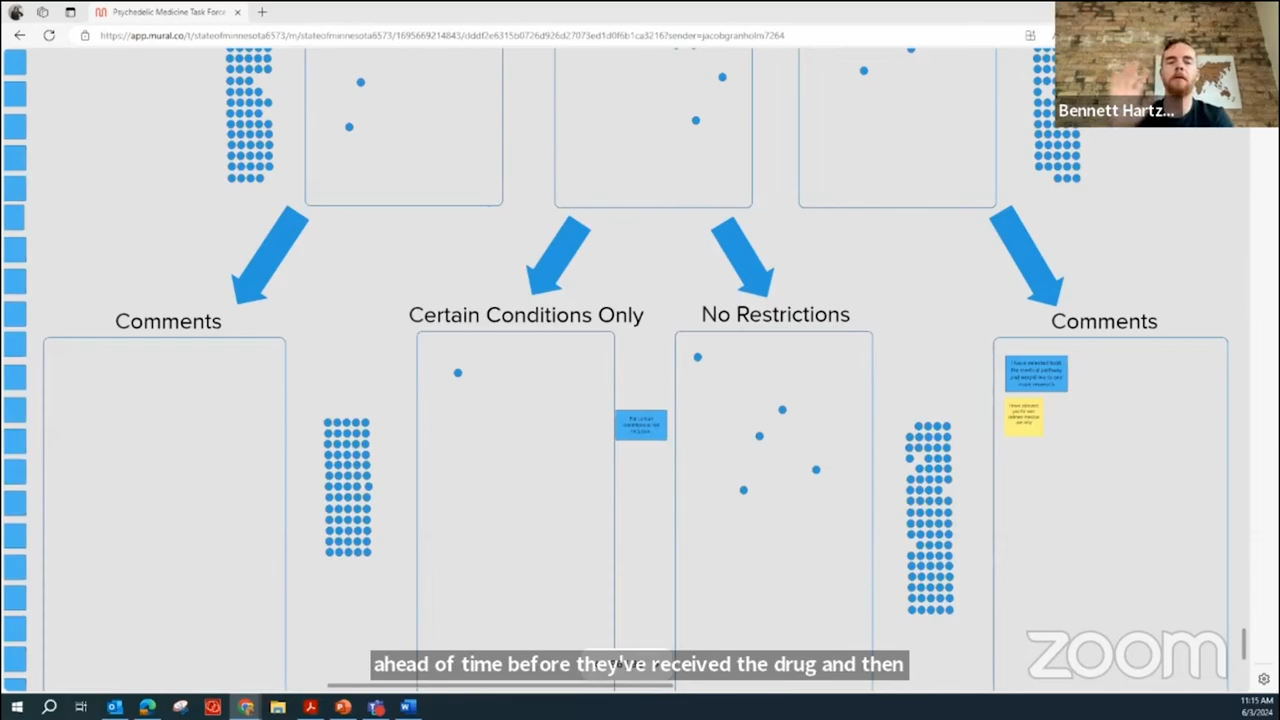 Psychedelic Medicine Task Force
https://app.mural.co/t/stateofminnesota6573/m/stateofminnesota6573/1695669214843/dddf2e6315b0726d926d27073ed1d0f6b1ca3216?sender=jacobgranholm7264
Bennett Hartz...
Comments
Certain Conditions Only
No Restrictions
Comments
ahead of time before they've received the drug and then
zoom
11:15 AM
6/3/2024